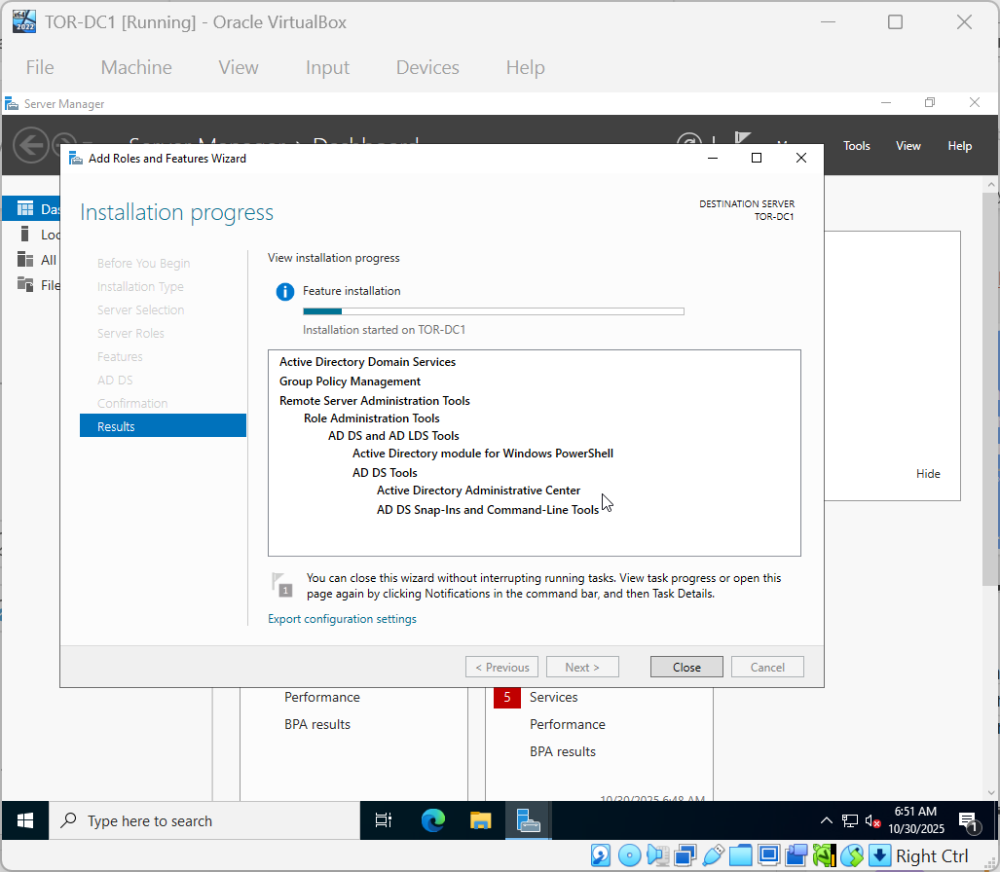 TOR-DC1 [Running] - Oracle VirtualBox
File Machine View Input Devices Help
Server Manager
Tools View Help
Add Roles and Features Wizard
Installation progress
DESTINATION SERVER
TOR-DC1
Before You Begin
Installation Type
Server Selection
Server Roles
Features
AD DS
Confirmation
Results
View installation progress
Feature installation
Installation started on TOR-DC1
Active Directory Domain Services
Group Policy Management
Remote Server Administration Tools
Role Administration Tools
AD DS and AD LDS Tools
Active Directory module for Windows PowerShell
AD DS Tools
Active Directory Administrative Center
AD DS Snap-Ins and Command-Line Tools
1
You can close this wizard without interrupting running tasks. View task progress or open this
page again by clicking Notifications in the command bar, and then Task Details.
Export configuration settings
< Previous Next > Close Cancel
All
Hide
Performance
BPA results
5 Services
Performance
BPA results
10/30/2025 6:48 AM
Type here to search
6:51 AM
10/30/2025
1
Right Ctrl